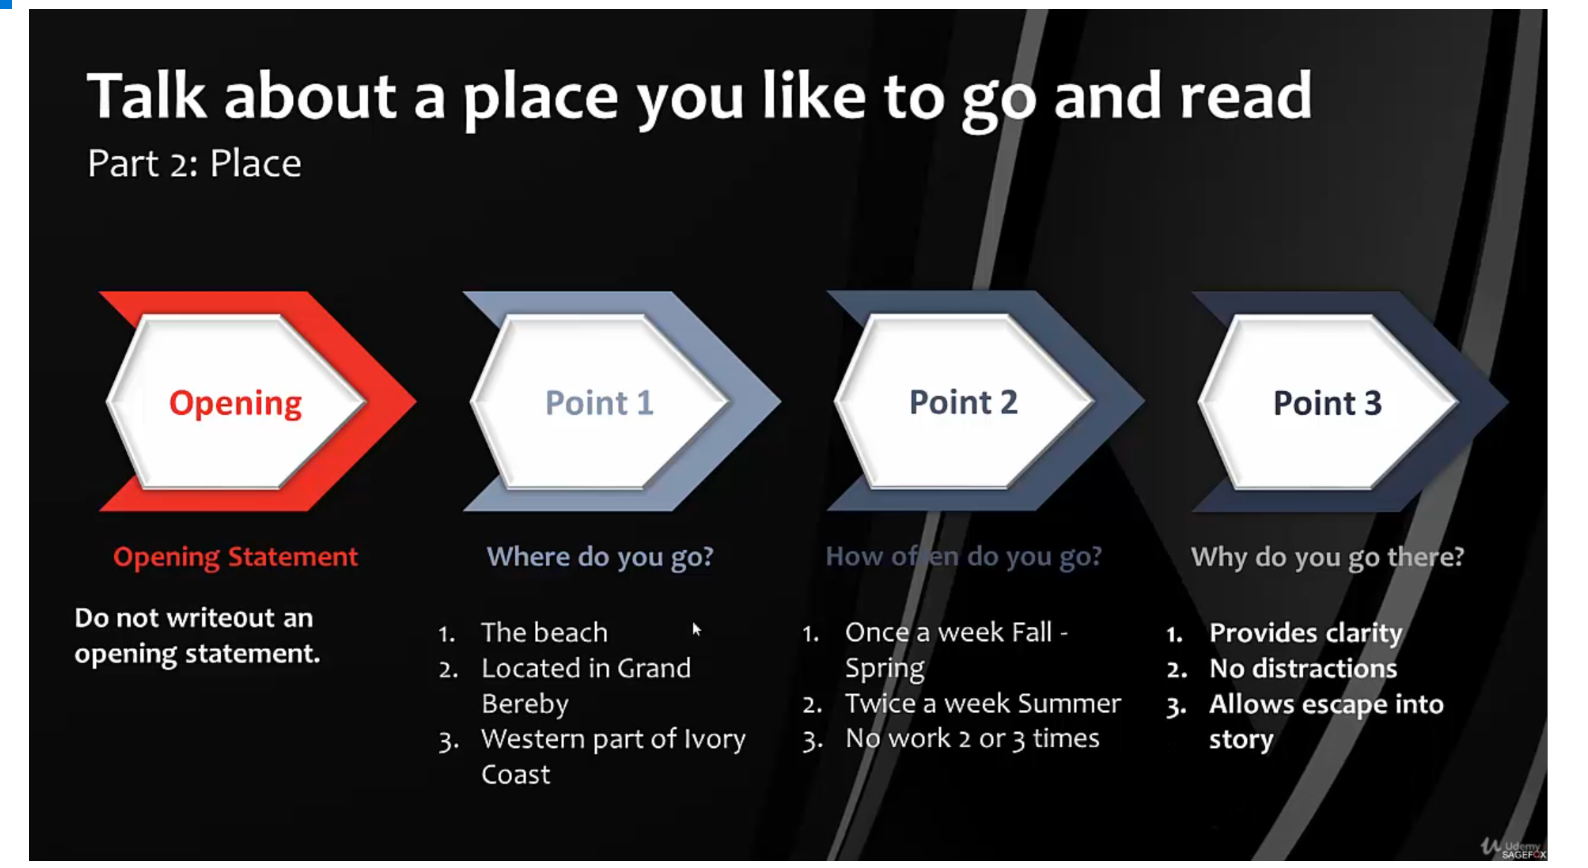 Talk about a place you like to go and read
Part 2: Place
Opening
Opening Statement
Do not writeout an
opening statement.
Point 1
Where do you go?
1. The beach
2. Located in Grand
Bereby
3. Western part of Ivory
Coast
Point 2
How often do you go?
1. Once a week Fall -
Spring
2. Twice a week Summer
3. No work 2 or 3 times
Point 3
Why do you go there?
1. Provides clarity
2. No distractions
3. Allows escape into
story
Udemy
SAGEFOX